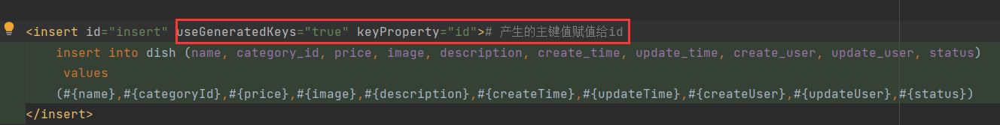 <insert id="insert" useGeneratedKeys="true" keyProperty="id"># 产生的主键值赋值给id
insert into dish (name, category_id, price, image, description, create_time, update_time, create_user, update_user, status)
values
(#{name},#{categoryId},#{price},#{image},#{description},#{createTime},#{updateTime},#{createUser},#{updateUser},#{status})
</insert>